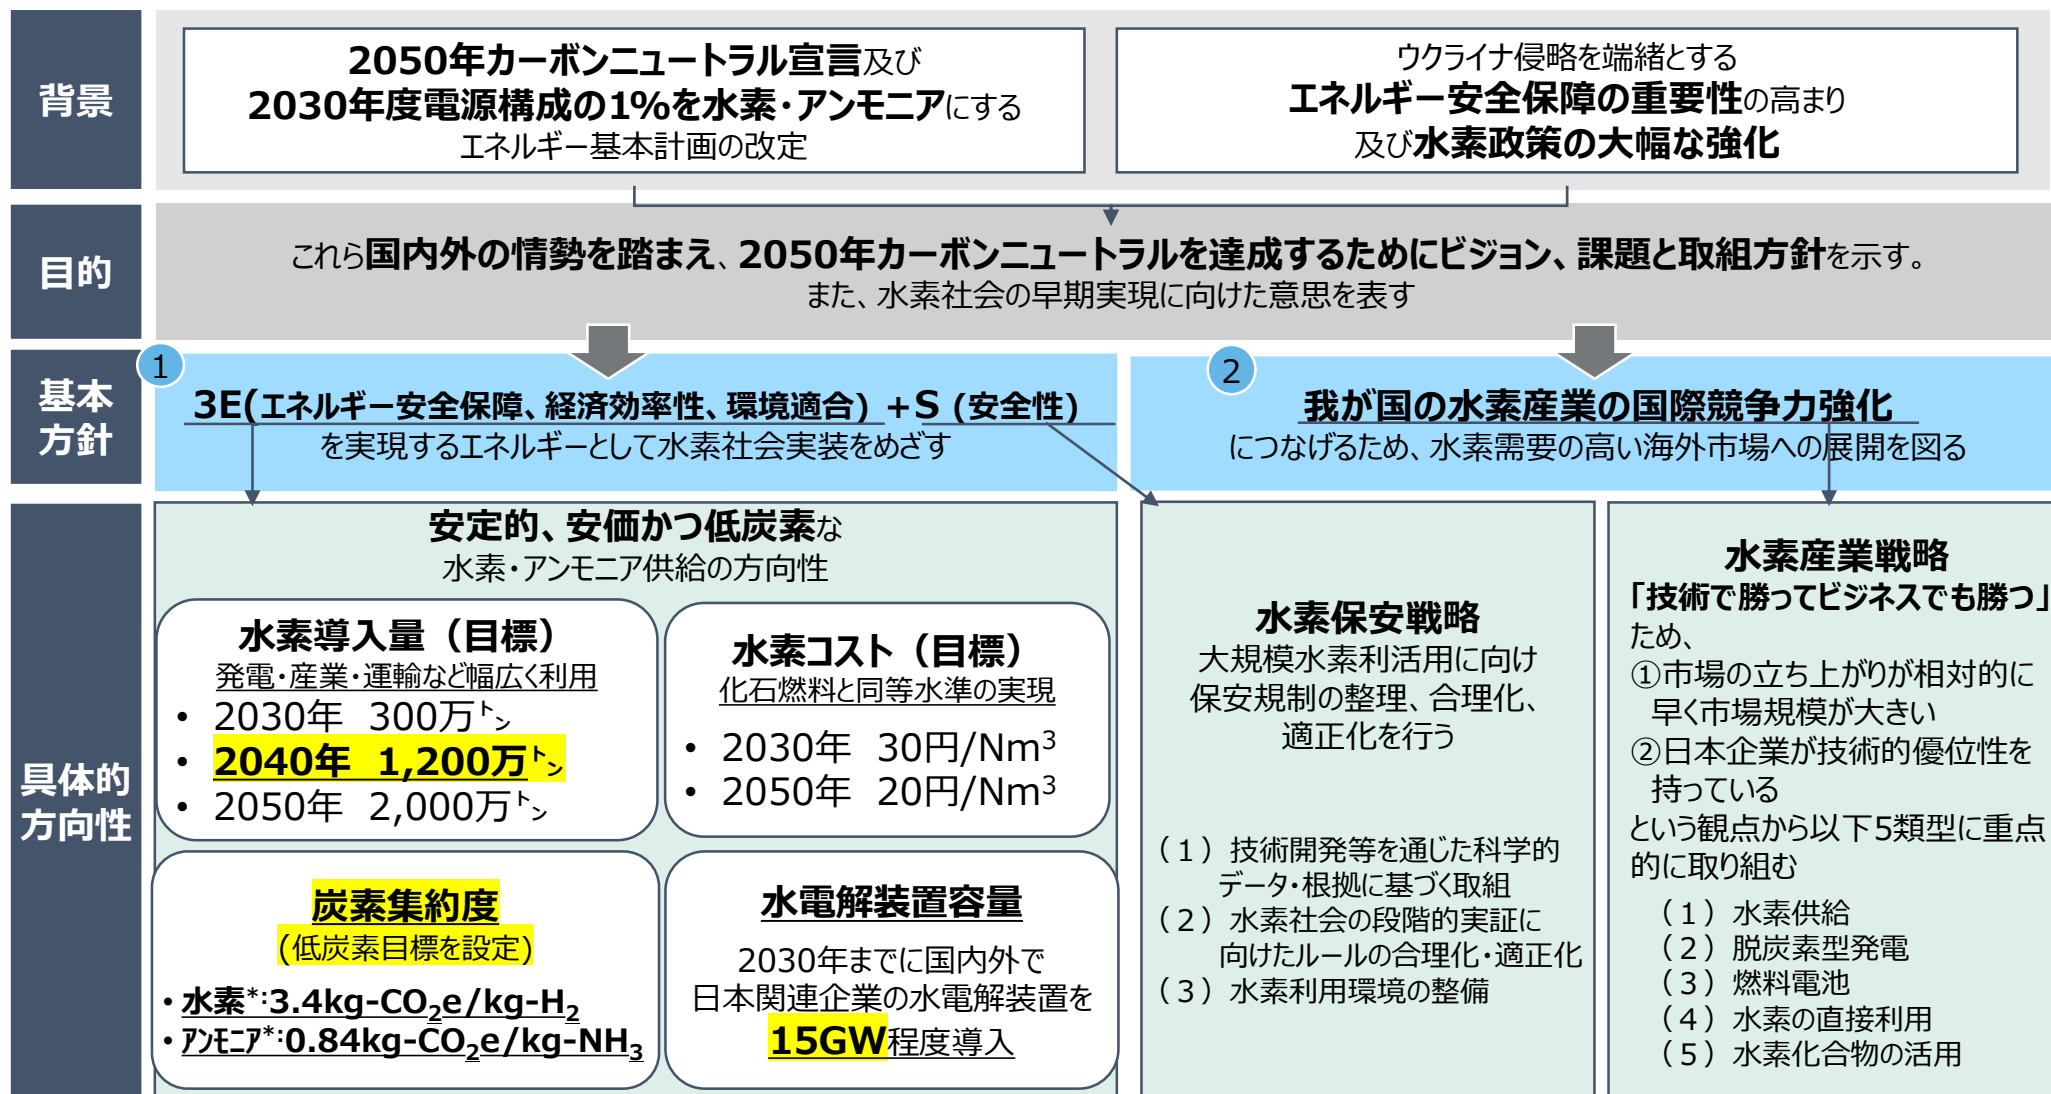 背景
2050年カーボンニュートラル宣言及び
2030年度電源構成の1%を水素・アンモニアにする
エネルギー基本計画の改定
ウクライナ侵略を端緒とする
エネルギー安全保障の重要性の高まり
及び水素政策の大幅な強化
目的
これら国内外の情勢を踏まえ、2050年カーボンニュートラルを達成するためにビジョン、課題と取組方針を示す。
また、水素社会の早期実現に向けた意思を表す
基本
方針
1
3E(エネルギー安全保障、経済効率性、環境適合) +S (安全性)
を実現するエネルギーとして水素社会実装をめざす
2
我が国の水素産業の国際競争力強化
につなげるため、水素需要の高い海外市場への展開を図る
具体的
方向性
安定的、安価かつ低炭素な
水素・アンモニア供給の方向性
水素導入量（目標）
発電・産業・運輸など幅広く利用
• 2030年 300万㌧
• 2040年 1,200万㌧
• 2050年 2,000万㌧
水素コスト（目標）
化石燃料と同等水準の実現
• 2030年 30円/Nm³
• 2050年 20円/Nm³
炭素集約度
(低炭素目標を設定)
• 水素*:3.4kg-CO₂e/kg-H₂
• アンモニア*:0.84kg-CO₂e/kg-NH₃
水電解装置容量
2030年までに国内外で
日本関連企業の水電解装置を
15GW程度導入
水素保安戦略
大規模水素利活用に向け
保安規制の整理、合理化、
適正化を行う
（１）技術開発等を通じた科学的
データ・根拠に基づく取組
（２）水素社会の段階的実証に
向けたルールの合理化・適正化
（３）水素利用環境の整備
水素産業戦略
「技術で勝ってビジネスでも勝つ」
ため、
①市場の立ち上がりが相対的に
早く市場規模が大きい
②日本企業が技術的優位性を
持っている
という観点から以下5類型に重点
的に取り組む
（１）水素供給
（２）脱炭素型発電
（３）燃料電池
（４）水素の直接利用
（５）水素化合物の活用